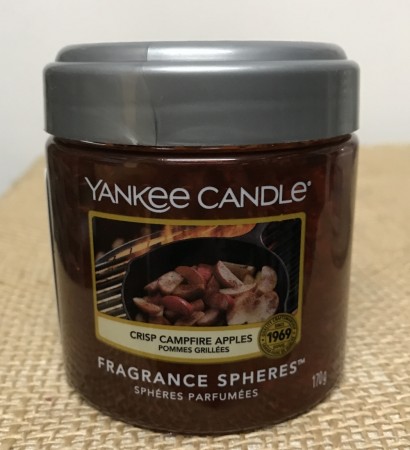 YANKEE CANDLE®
CRISP CAMPFIRE APPLES
POMMES GRILLÉES
1969
FRAGRANCE SPHERES™
SPHÈRES PARFUMÉES
170g